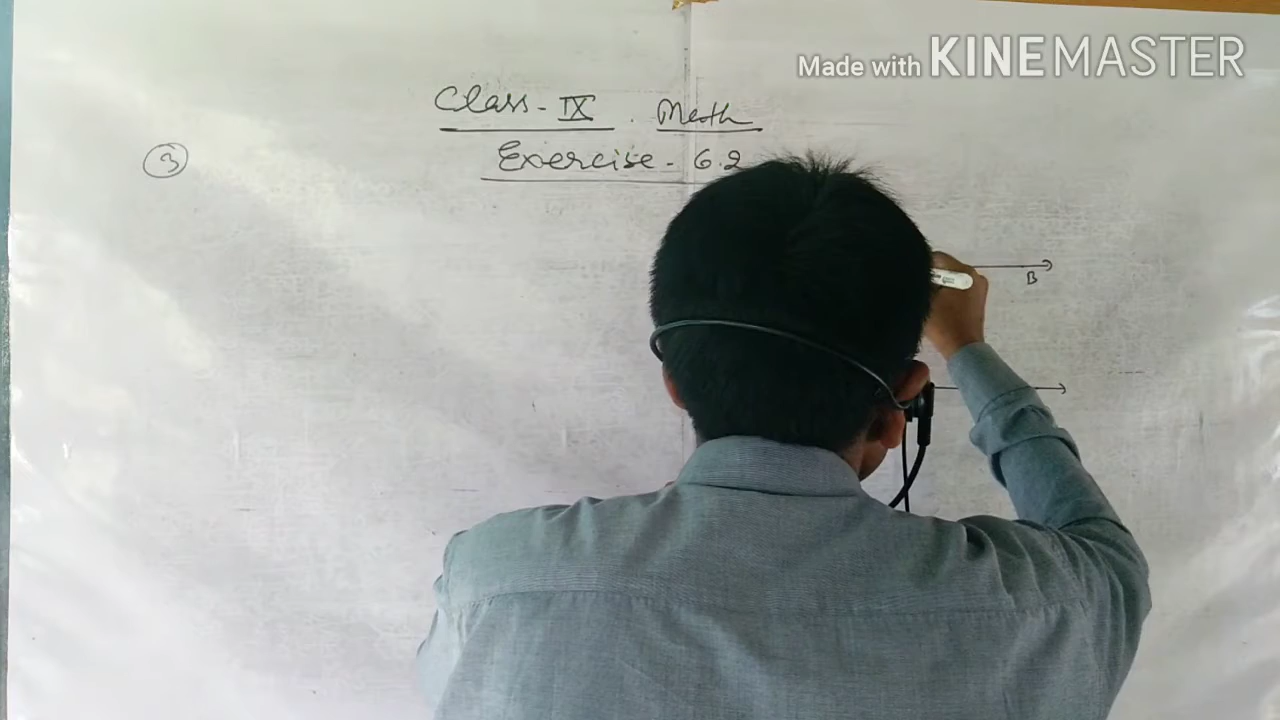 Made with KINEMASTER
Class - IX . Math
Exercise - 6.2
3
B